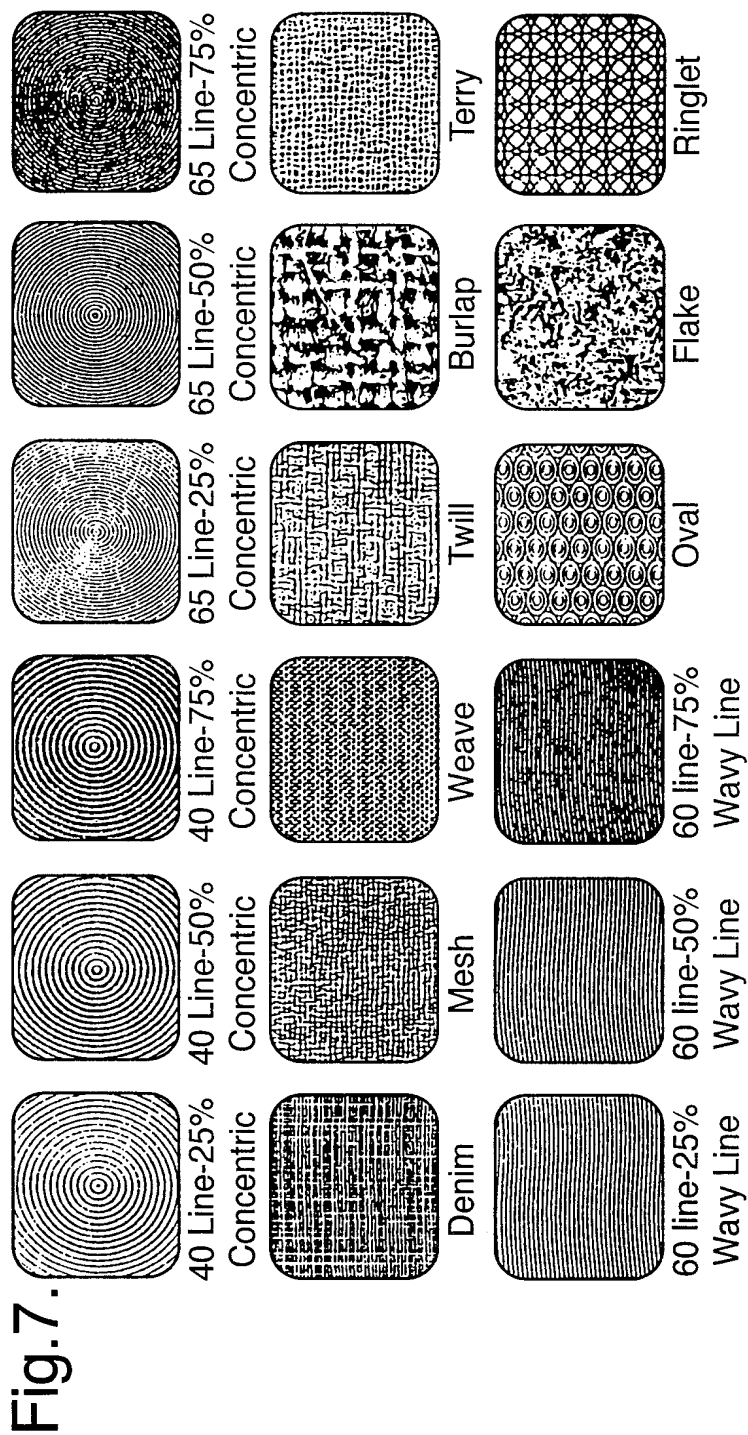 Fig.7.
40 Line-25%
Concentric
40 Line-50%
Concentric
40 Line-75%
Concentric
65 Line-25%
Concentric
65 Line-50%
Concentric
65 Line-75%
Concentric
Denim
Mesh
Weave
Twill
Burlap
Terry
60 line-25%
Wavy Line
60 line-50%
Wavy Line
60 line-75%
Wavy Line
Oval
Flake
Ringlet